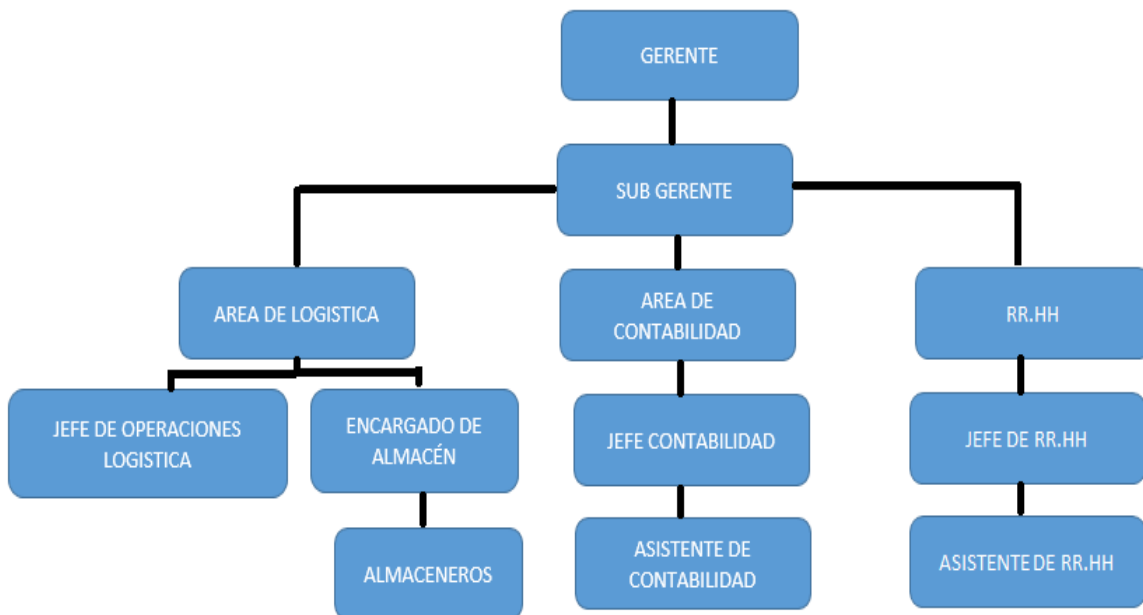 GERENTE
SUB GERENTE
AREA DE LOGISTICA
AREA DE
CONTABILIDAD
RR.HH
JEFE DE OPERACIONES
LOGISTICA
ENCARGADO DE
ALMACÉN
JEFE CONTABILIDAD
JEFE DE RR.HH
ALMACENEROS
ASISTENTE DE
CONTABILIDAD
ASISTENTE DE RR.HH